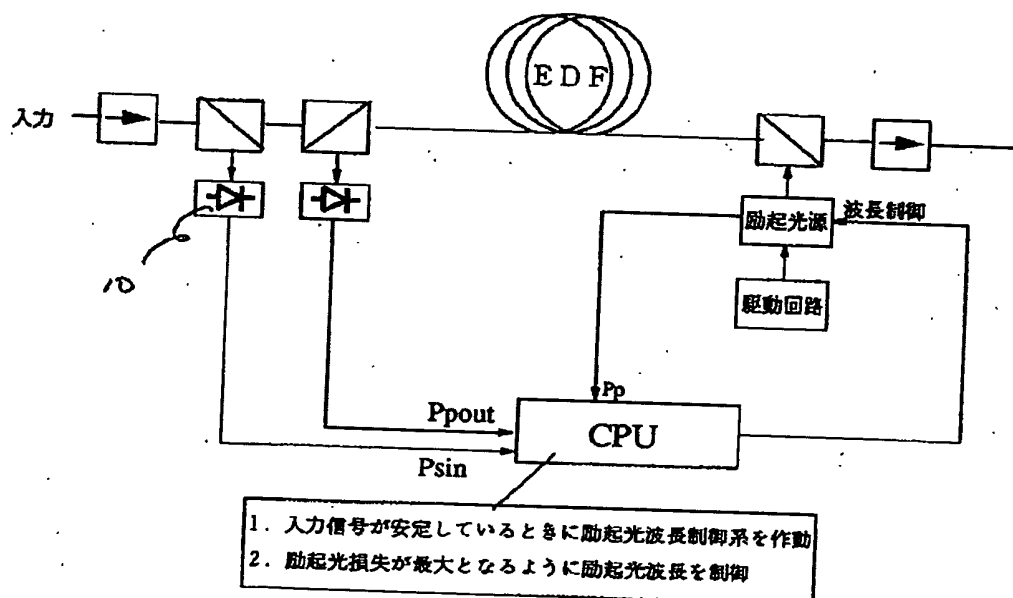 EDF
入力
10
励起光源
波長制御
駆動回路
Pp
Ppout
CPU
Psin
1. 入力信号が安定しているときに励起光波長制御系を作動
2. 励起光損失が最大となるように励起光波長を制御